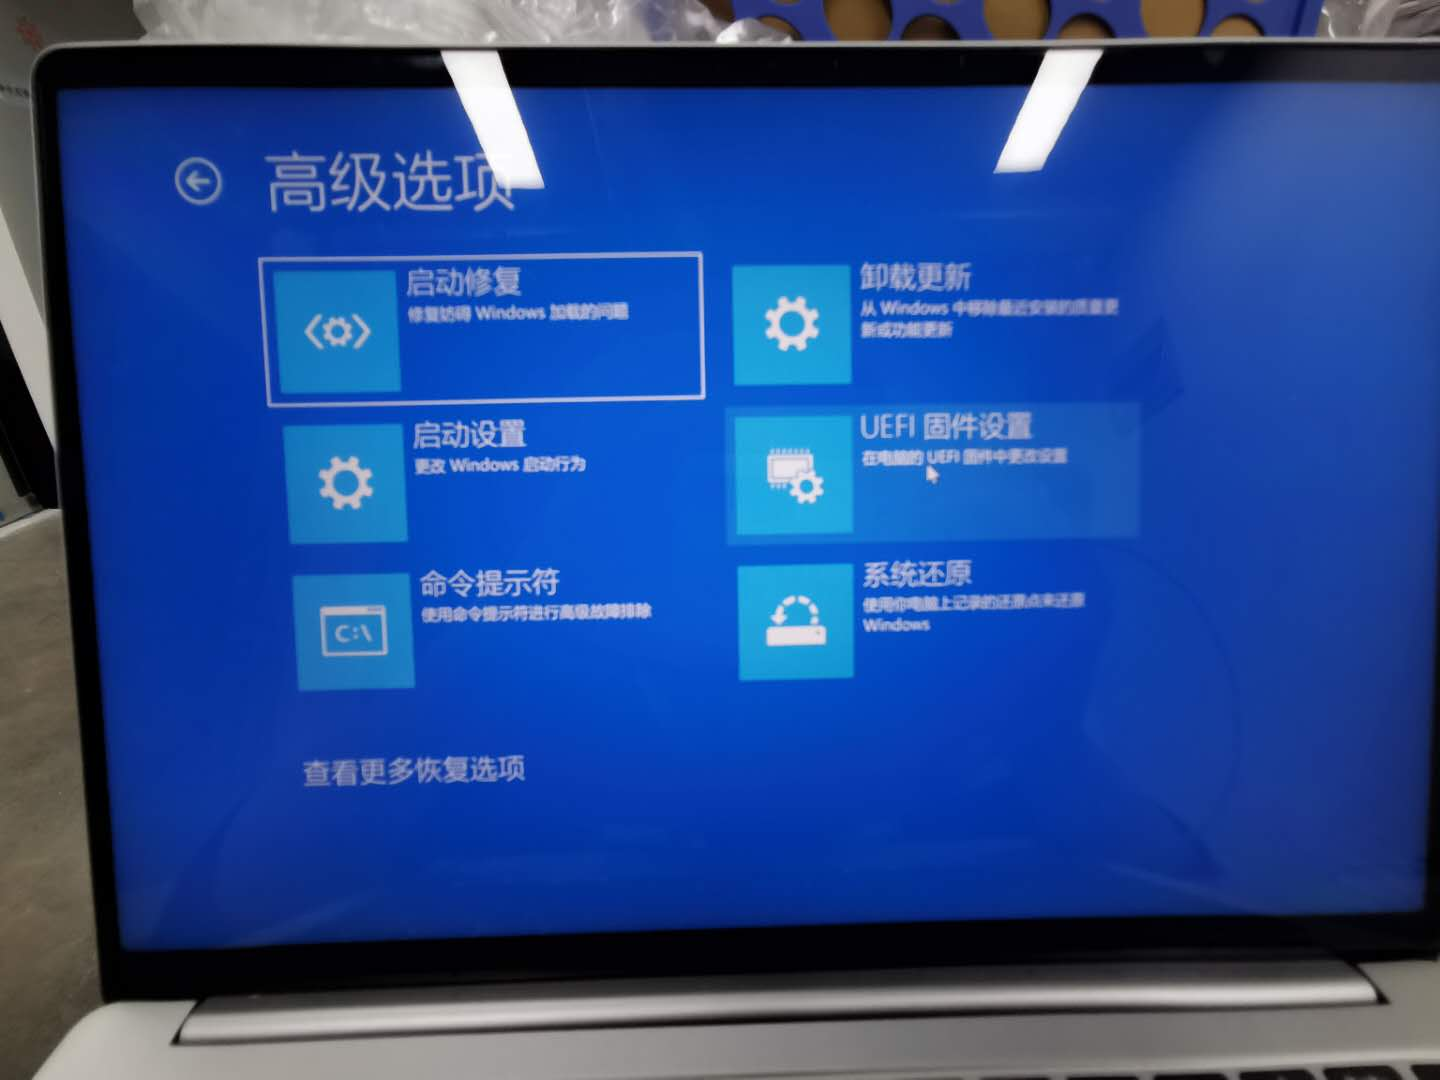 高级选项
启动修复
修复妨碍 Windows 加载的问题
卸载更新
从 Windows 中移除最近安装的质量更
新或功能更新
启动设置
更改 Windows 启动行为
UEFI 固件设置
在电脑的 UEFI 固件中更改设置
C:\
命令提示符
使用命令提示符进行高级故障排除
系统还原
使用你电脑上记录的还原点来还原
Windows
查看更多恢复选项